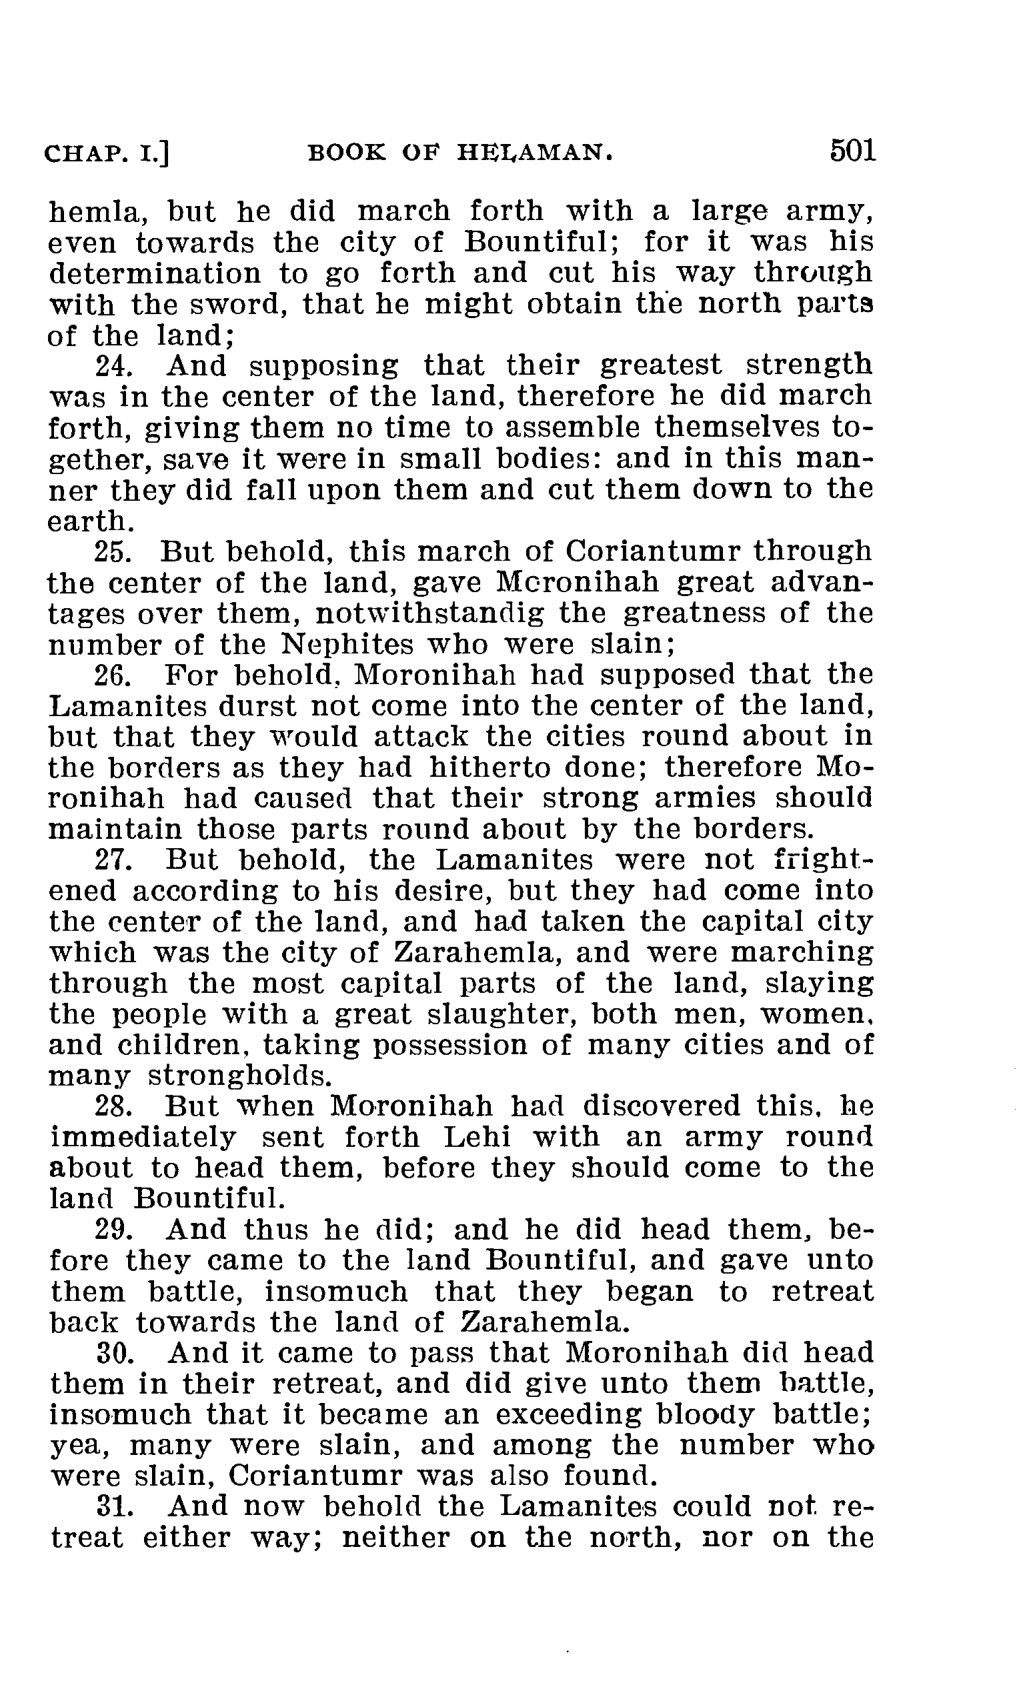 CHAP. I.] BOOK OF HELAMAN. 501
hemla, but he did march forth with a large army,
even towards the city of Bountiful; for it was his
determination to go forth and cut his way through
with the sword, that he might obtain the north parts
of the land;
24. And supposing that their greatest strength
was in the center of the land, therefore he did march
forth, giving them no time to assemble themselves to-
gether, save it were in small bodies: and in this man-
ner they did fall upon them and cut them down to the
earth.
25. But behold, this march of Coriantumr through
the center of the land, gave Mcronihah great advan-
tages over them, notwithstandig the greatness of the
number of the Nephites who were slain;
26. For behold, Moronihah had supposed that the
Lamanites durst not come into the center of the land,
but that they would attack the cities round about in
the borders as they had hitherto done; therefore Mo-
ronihah had caused that their strong armies should
maintain those parts round about by the borders.
27. But behold, the Lamanites were not fright-
ened according to his desire, but they had come into
the center of the land, and had taken the capital city
which was the city of Zarahemla, and were marching
through the most capital parts of the land, slaying
the people with a great slaughter, both men, women,
and children, taking possession of many cities and of
many strongholds.
28. But when Moronihah had discovered this, he
immediately sent forth Lehi with an army round
about to head them, before they should come to the
land Bountiful.
29. And thus he did; and he did head them, be-
fore they came to the land Bountiful, and gave unto
them battle, insomuch that they began to retreat
back towards the land of Zarahemla.
30. And it came to pass that Moronihah did head
them in their retreat, and did give unto them battle,
insomuch that it became an exceeding bloody battle;
yea, many were slain, and among the number who
were slain, Coriantumr was also found.
31. And now behold the Lamanites could not re-
treat either way; neither on the north, nor on the